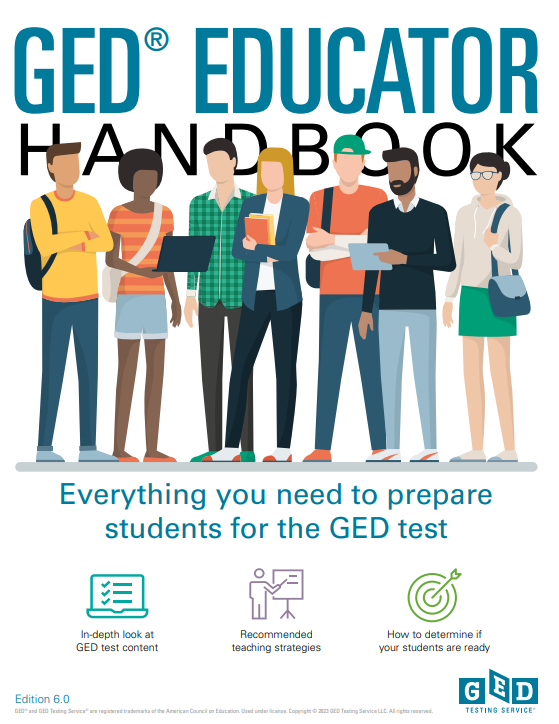 GED® EDUCATOR
HANDBOOK
Everything you need to prepare
students for the GED test
In-depth look at
GED test content
Recommended
teaching strategies
How to determine if
your students are ready
Edition 6.0
GED® and GED Testing Service® are registered trademarks of the American Council on Education. Used under license. Copyright © 2023 GED Testing Service LLC. All rights reserved.
GED
TESTING SERVICE®